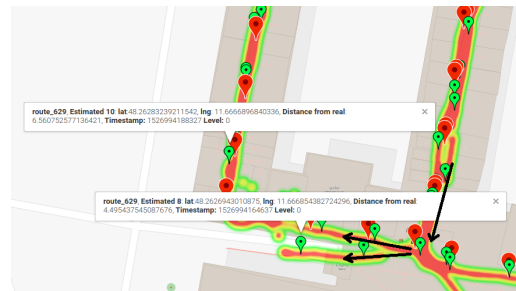 route_629, Estimated 10: lat:48.26283239211542, lng: 11.6666896840336, Distance from real:
6.560752577136421, Timestamp: 1526994188327 Level: 0
route_629, Estimated 8: lat:48.2626943010875, lng: 11.666854382724296, Distance from real:
4.495437545087676, Timestamp: 1526994164637 Level: 0